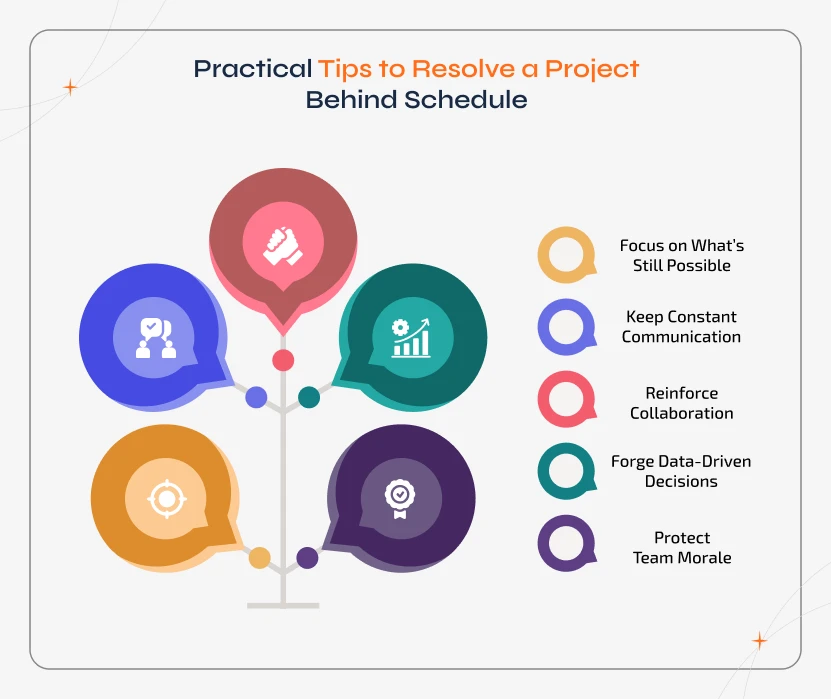 Practical Tips to Resolve a Project
Behind Schedule
Focus on What's
Still Possible
Keep Constant
Communication
Reinforce
Collaboration
Forge Data-Driven
Decisions
Protect
Team Morale